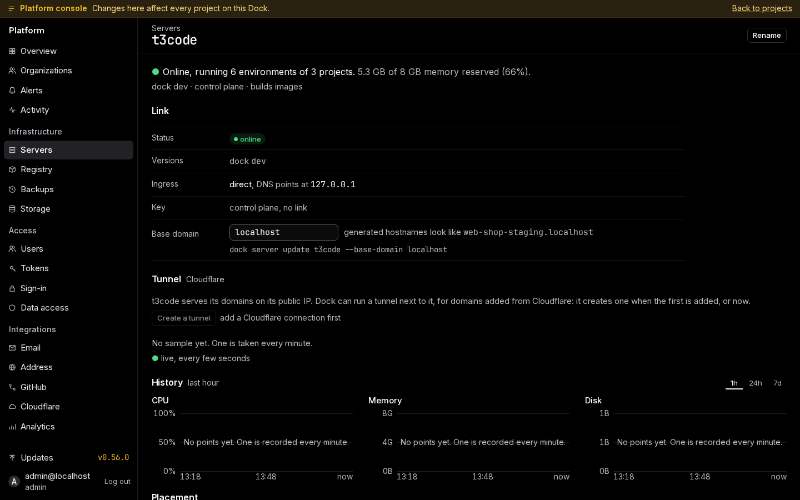 Platform console Changes here affect every project on this Dock. Back to projects
Platform
Overview
Organizations
Alerts
Activity
Infrastructure
Servers
Registry
Backups
Storage
Access
Users
Tokens
Sign-in
Data access
Integrations
Email
Address
GitHub
Cloudflare
Analytics
Updates v0.56.0
A admin@localhost
admin
Log out
Servers
t3code
Rename
Online, running 6 environments of 3 projects. 5.3 GB of 8 GB memory reserved (66%).
dock dev · control plane · builds images
Link
Status online
Versions dock dev
Ingress direct, DNS points at 127.0.0.1
Key control plane, no link
Base domain localhost generated hostnames look like web-shop-staging.localhost
dock server update t3code --base-domain localhost
Tunnel Cloudflare
t3code serves its domains on its public IP. Dock can run a tunnel next to it, for domains added from Cloudflare: it creates one when the first is added, or now.
Create a tunnel add a Cloudflare connection first
No sample yet. One is taken every minute.
live, every few seconds
History last hour 1h 24h 7d
CPU Memory Disk
100% 8G 1B
50% No points yet. One is recorded every minute. 4G No points yet. One is recorded every minute. 1B No points yet. One is recorded every minute.
0% 0B 0B
13:18 13:48 now 13:18 13:48 now 13:18 13:48 now
Placement